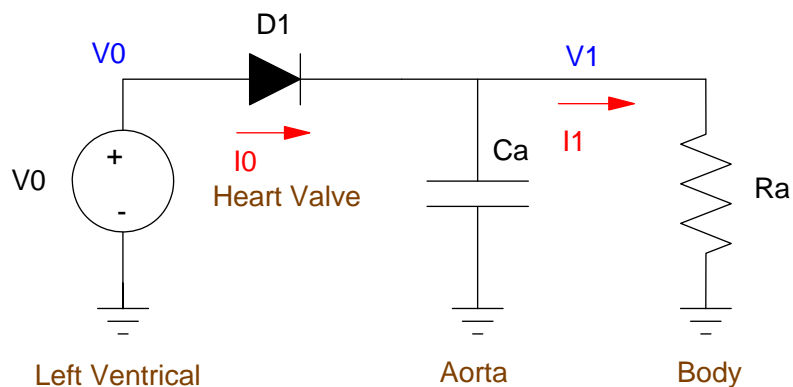 D1
V0
V1
+
V0
-
I0
Heart Valve
Ca
I1
Ra
Left Ventrical
Aorta
Body